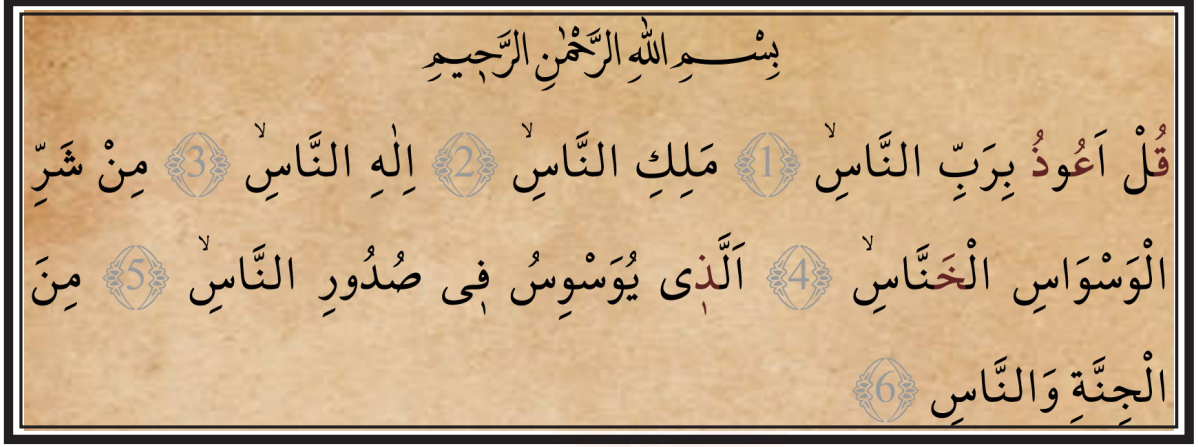 بِسْــــمِ اللّٰهِ الرَّحْمٰنِ الرَّح۪يمِ
قُلْ اَعُوذُ بِرَبِّ النَّاسِۙ ﴿1﴾ مَلِكِ النَّاسِۙ ﴿2﴾ اِلٰهِ النَّاسِۙ ﴿3﴾ مِنْ شَرِّ
الْوَسْوَاسِ الْخَنَّاسِۙ ﴿4﴾ اَلَّذ۪ى يُوَسْوِسُ ف۪ى صُدُورِ النَّاسِۙ ﴿5﴾ مِنَ
الْجِنَّةِ وَالنَّاسِ ﴿6﴾